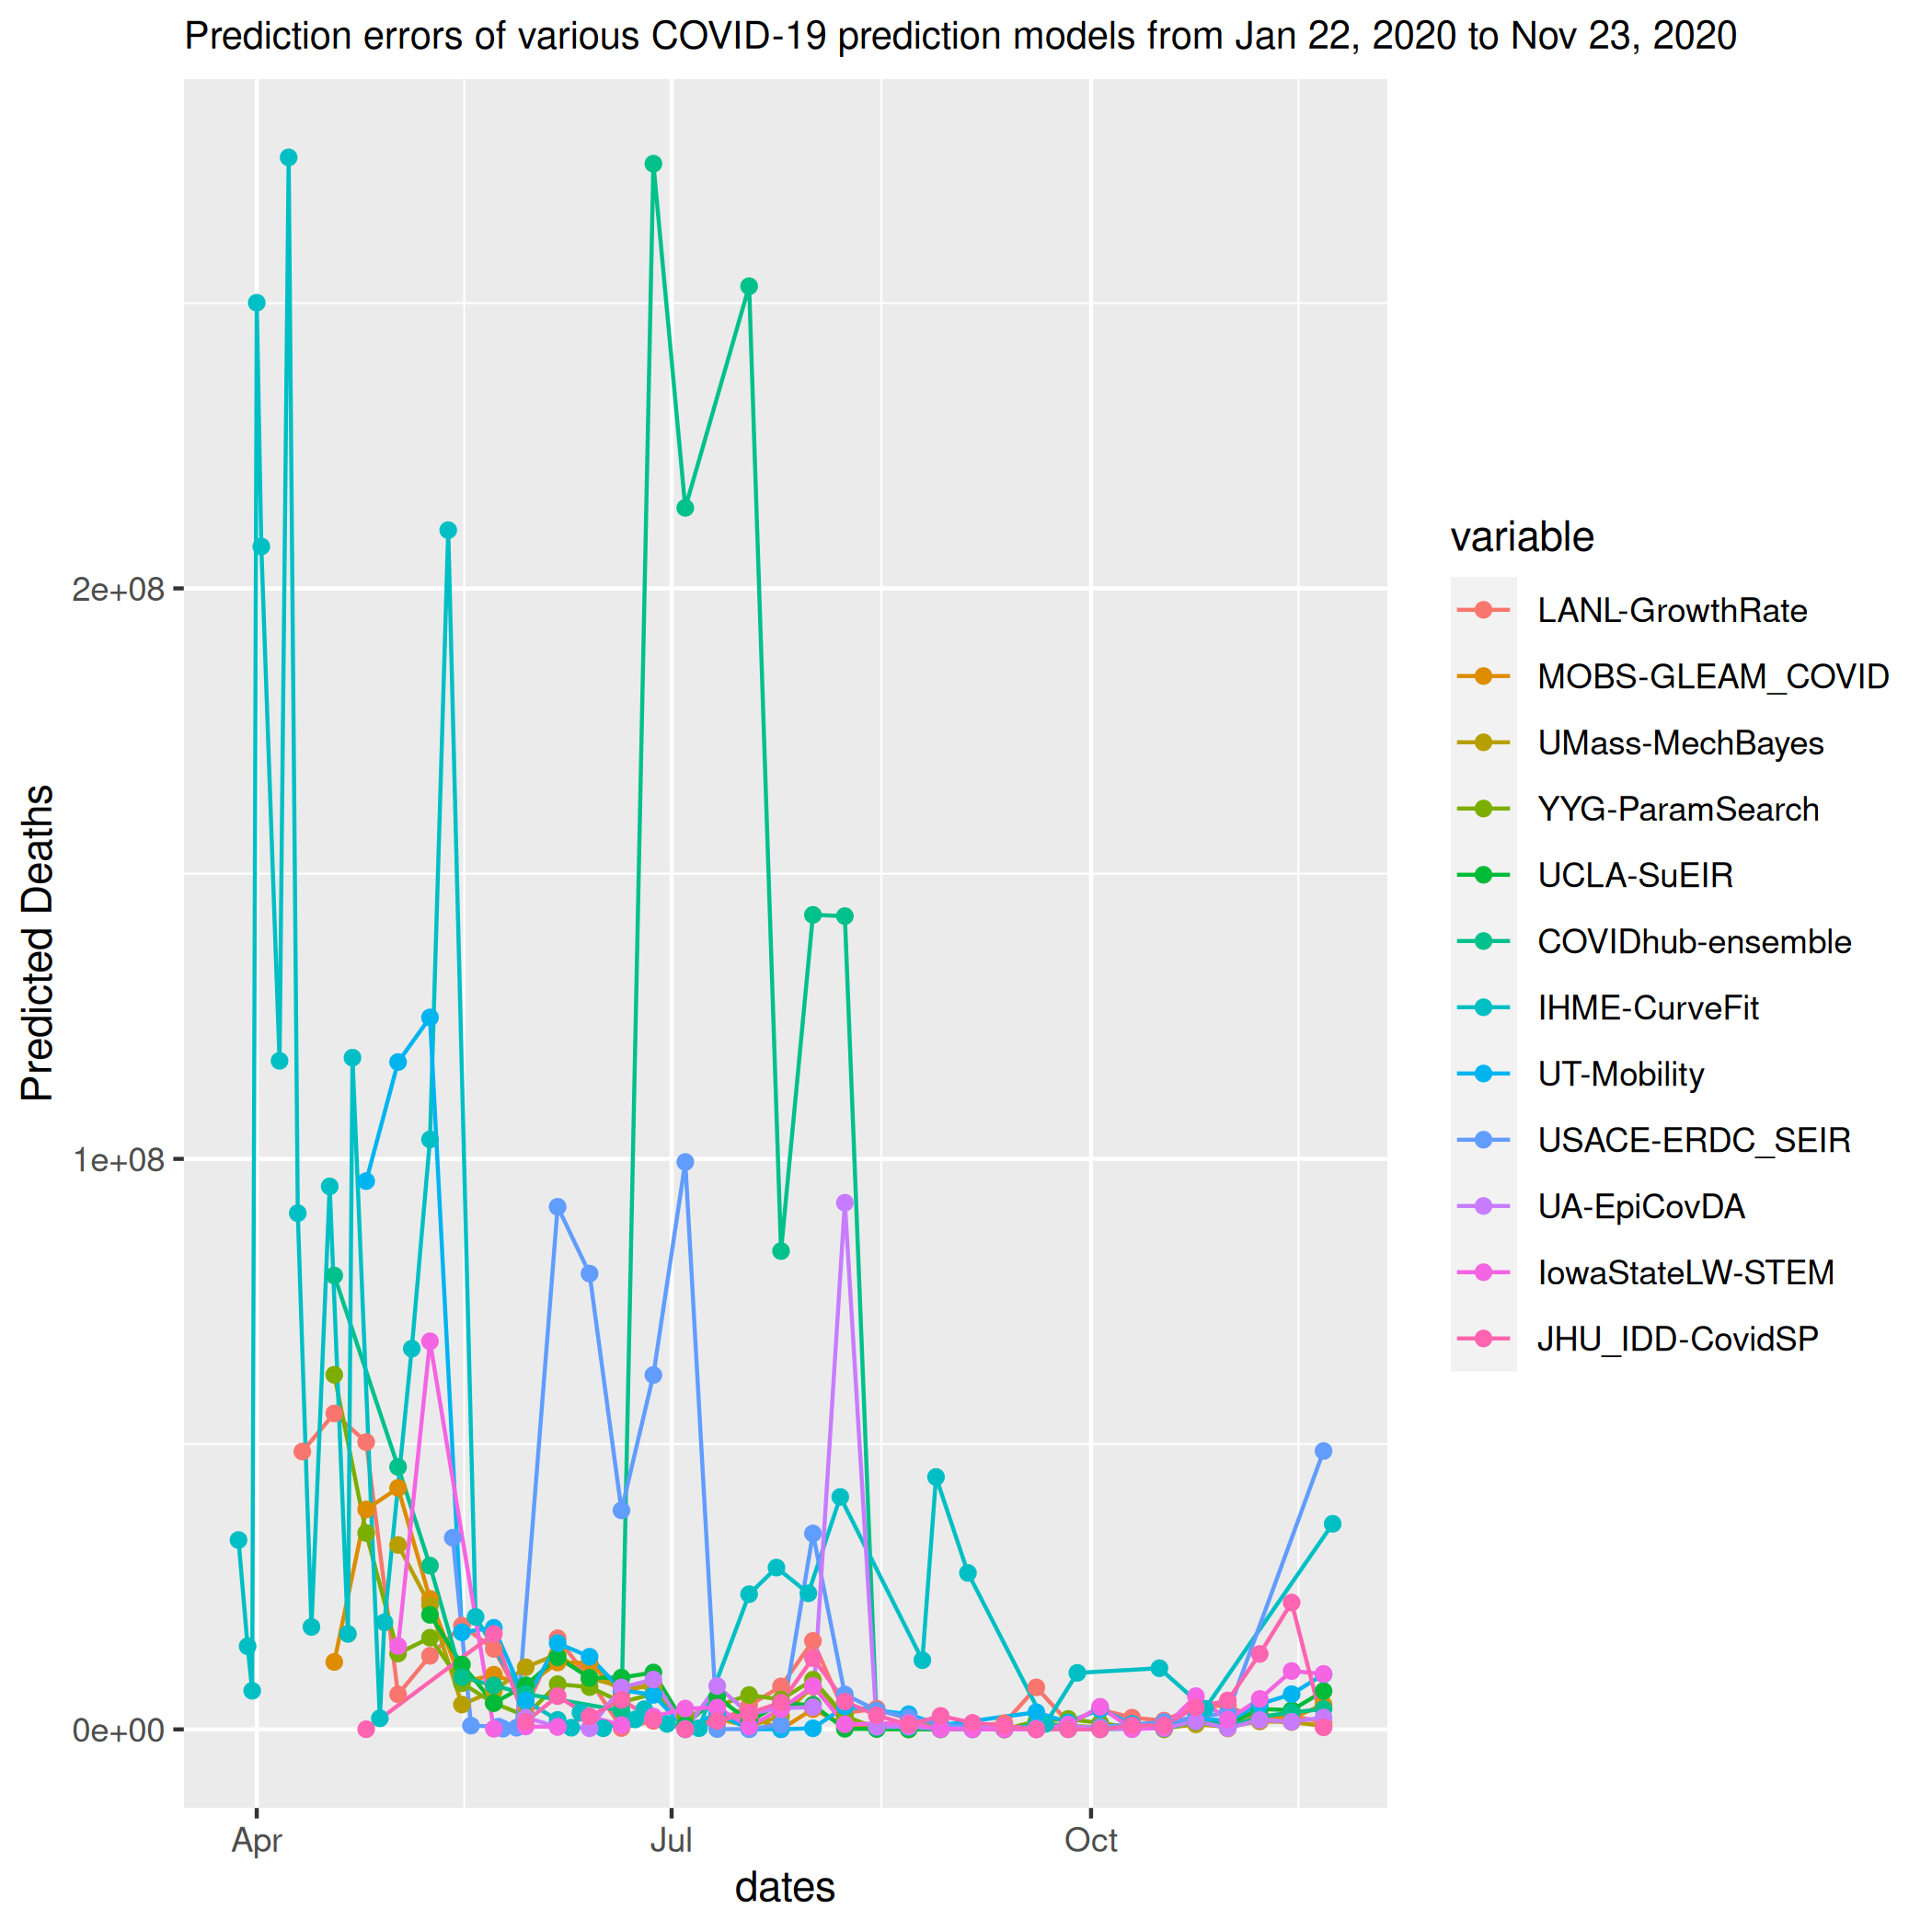 Prediction errors of various COVID-19 prediction models from Jan 22, 2020 to Nov 23, 2020
Predicted Deaths
2e+08
1e+08
0e+00
Apr
Jul
Oct
dates
variable
LANL-GrowthRate
MOBS-GLEAM_COVID
UMass-MechBayes
YYG-ParamSearch
UCLA-SuEIR
COVIDhub-ensemble
IHME-CurveFit
UT-Mobility
USACE-ERDC_SEIR
UA-EpiCovDA
IowaStateLW-STEM
JHU_IDD-CovidSP